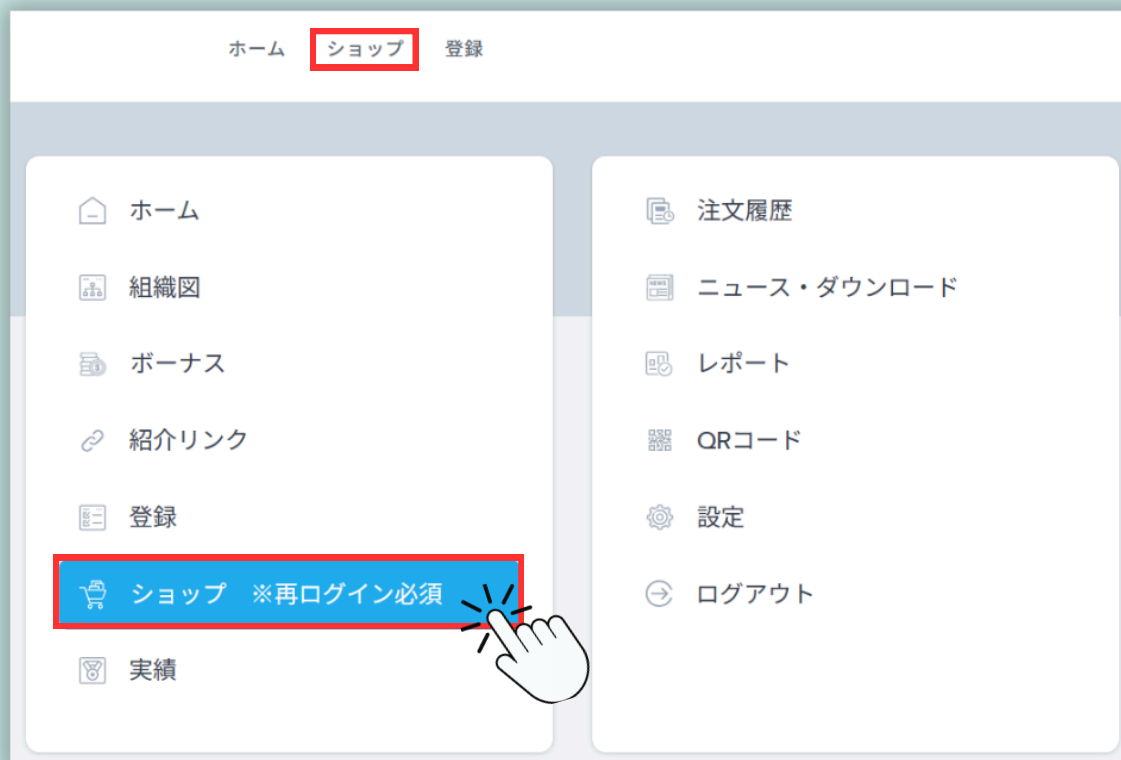 ホーム ショップ 登録
ホーム
組織図
ボーナス
紹介リンク
登録
ショップ ※再ログイン必須
実績
注文履歴
NEWS
ニュース・ダウンロード
レポート
QRコード
設定
ログアウト